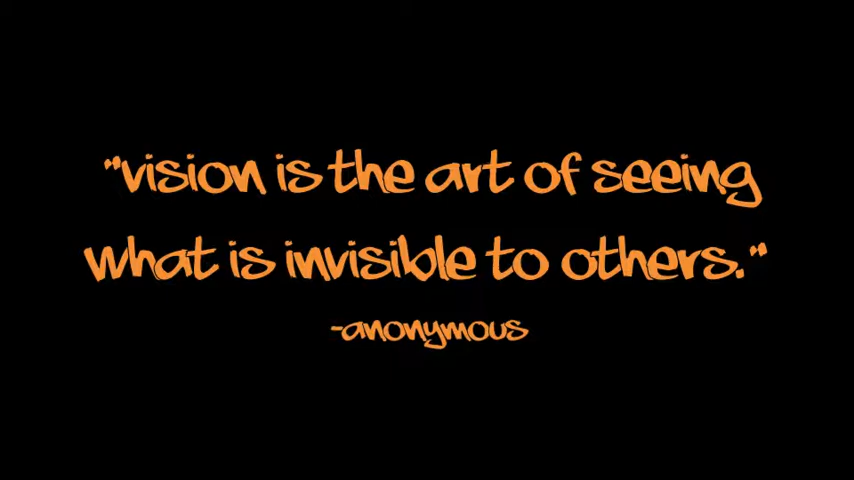 "vision is the art of seeing
what is invisible to others."
-anonymous